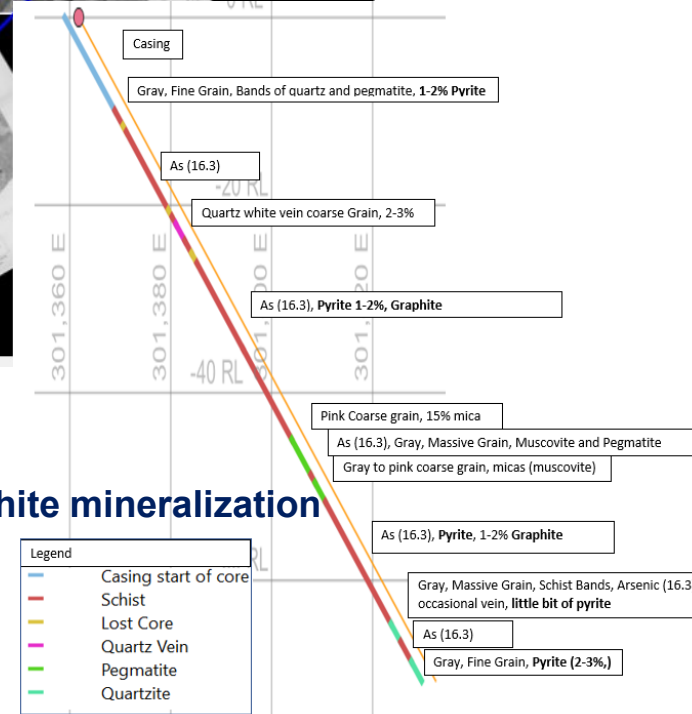 0 RL
Casing
Gray, Fine Grain, Bands of quartz and pegmatite, 1-2% Pyrite
As (16.3)
-20 RL
Quartz white vein coarse Grain, 2-3%
301,360 E
301,380 E
As (16.3), Pyrite 1-2%, Graphite
-40 RL
Pink Coarse grain, 15% mica
As (16.3), Gray, Massive Grain, Muscovite and Pegmatite
Gray to pink coarse grain, micas (muscovite)
hite mineralization
As (16.3), Pyrite, 1-2% Graphite
RL
Gray, Massive Grain, Schist Bands, Arsenic (16.3
occasional vein, little bit of pyrite
As (16.3)
Gray, Fine Grain, Pyrite (2-3%,)
Legend
Casing start of core
Schist
Lost Core
Quartz Vein
Pegmatite
Quartzite